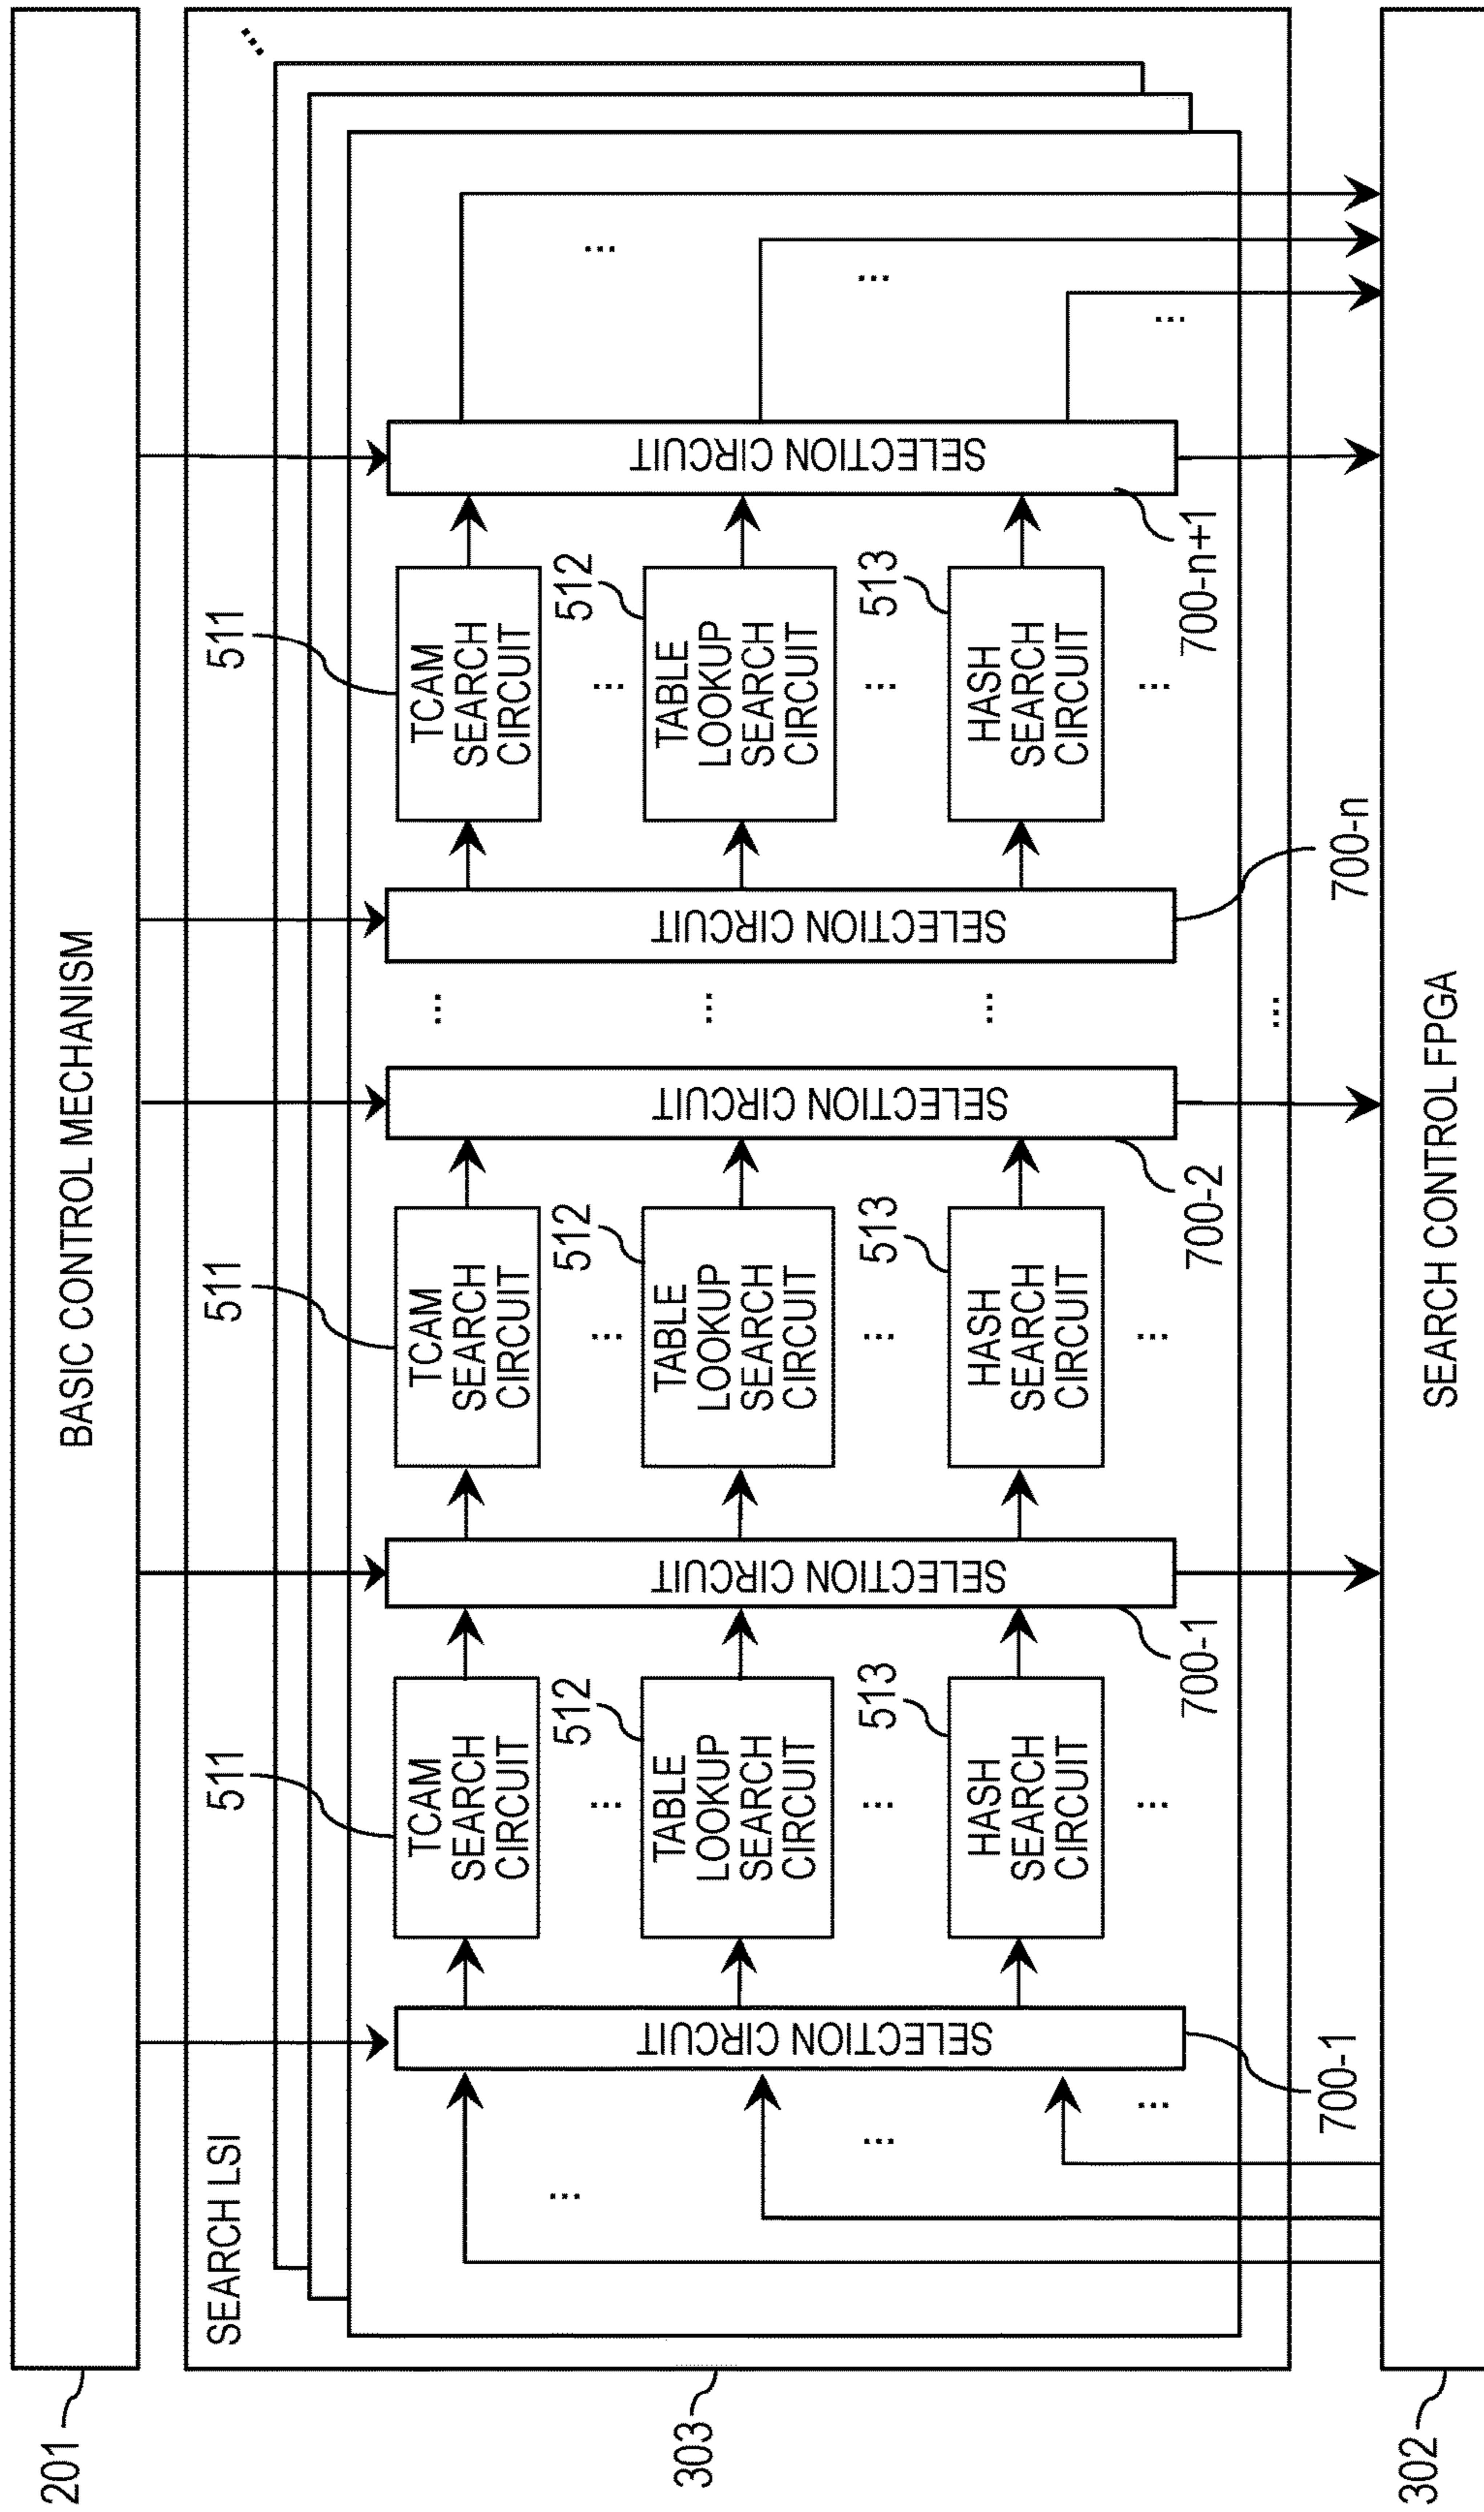 201
BASIC CONTROL MECHANISM
303
SEARCH LSI
...
700-1
SELECTION CIRCUIT
...
...
...
511
TCAM
SEARCH
CIRCUIT
...
512
TABLE
LOOKUP
SEARCH
CIRCUIT
...
513
HASH
SEARCH
CIRCUIT
...
700-1
SELECTION CIRCUIT
511
TCAM
SEARCH
CIRCUIT
...
512
TABLE
LOOKUP
SEARCH
CIRCUIT
...
513
HASH
SEARCH
CIRCUIT
...
700-2
SELECTION CIRCUIT
...
...
...
...
700-n
SELECTION CIRCUIT
511
TCAM
SEARCH
CIRCUIT
...
512
TABLE
LOOKUP
SEARCH
CIRCUIT
...
513
HASH
SEARCH
CIRCUIT
...
700-n+1
SELECTION CIRCUIT
...
...
...
302
SEARCH CONTROL FPGA